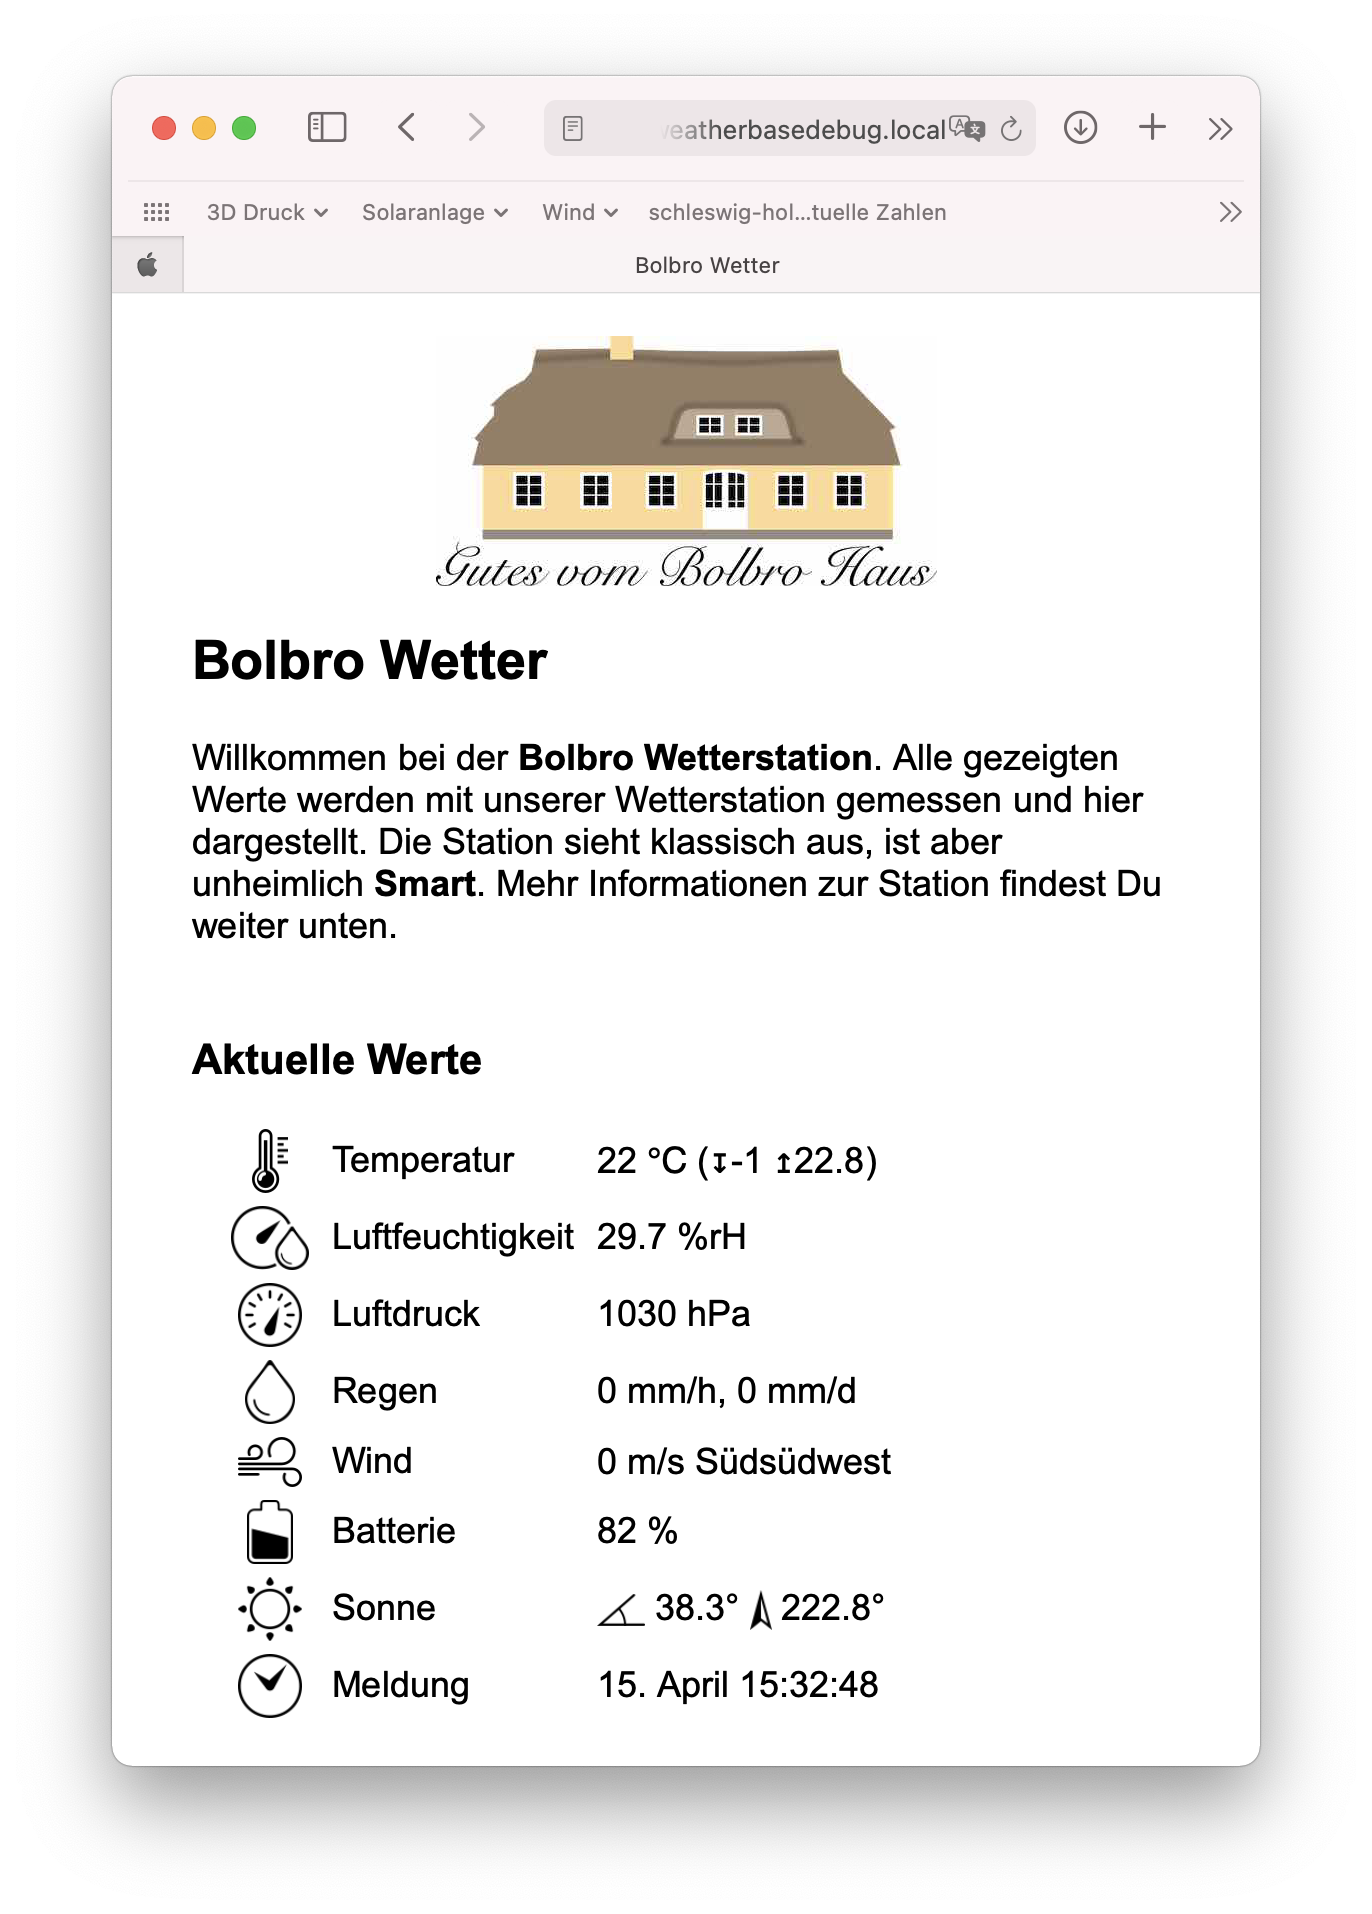 eatherbasedebug.local
3D Druck Solaranlage Wind schleswig-hol...tuelle Zahlen
Bolbro Wetter
Gutes vom Bolbro Haus
Bolbro Wetter
Willkommen bei der Bolbro Wetterstation. Alle gezeigten
Werte werden mit unserer Wetterstation gemessen und hier
dargestellt. Die Station sieht klassisch aus, ist aber
unheimlich Smart. Mehr Informationen zur Station findest Du
weiter unten.
Aktuelle Werte
Temperatur 22 °C (↧-1 ↥22.8)
Luftfeuchtigkeit 29.7 %rH
Luftdruck 1030 hPa
Regen 0 mm/h, 0 mm/d
Wind 0 m/s Südsüdwest
Batterie 82 %
Sonne 38.3° 222.8°
Meldung 15. April 15:32:48